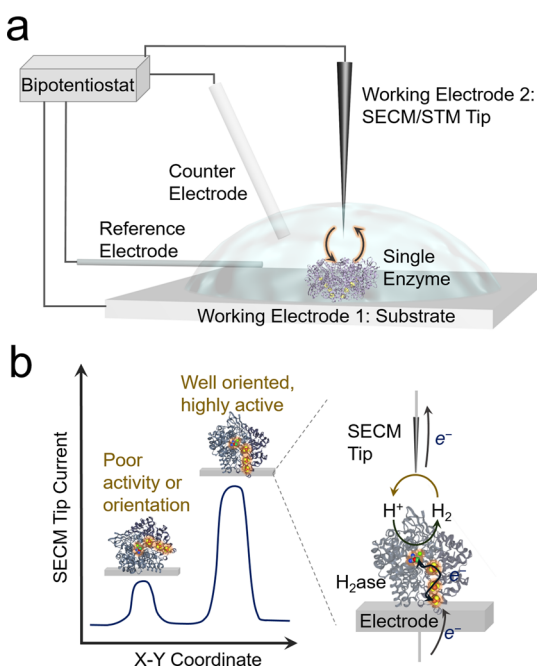 a
Bipotentiostat
Working Electrode 2:
SECM/STM Tip
Counter
Electrode
Reference
Electrode
Single
Enzyme
Working Electrode 1: Substrate
b
SECM Tip Current
Well oriented,
highly active
Poor
activity or
orientation
X-Y Coordinate
SECM
Tip
e⁻
H⁺
H₂
H₂ase
e⁻
Electrode
e⁻